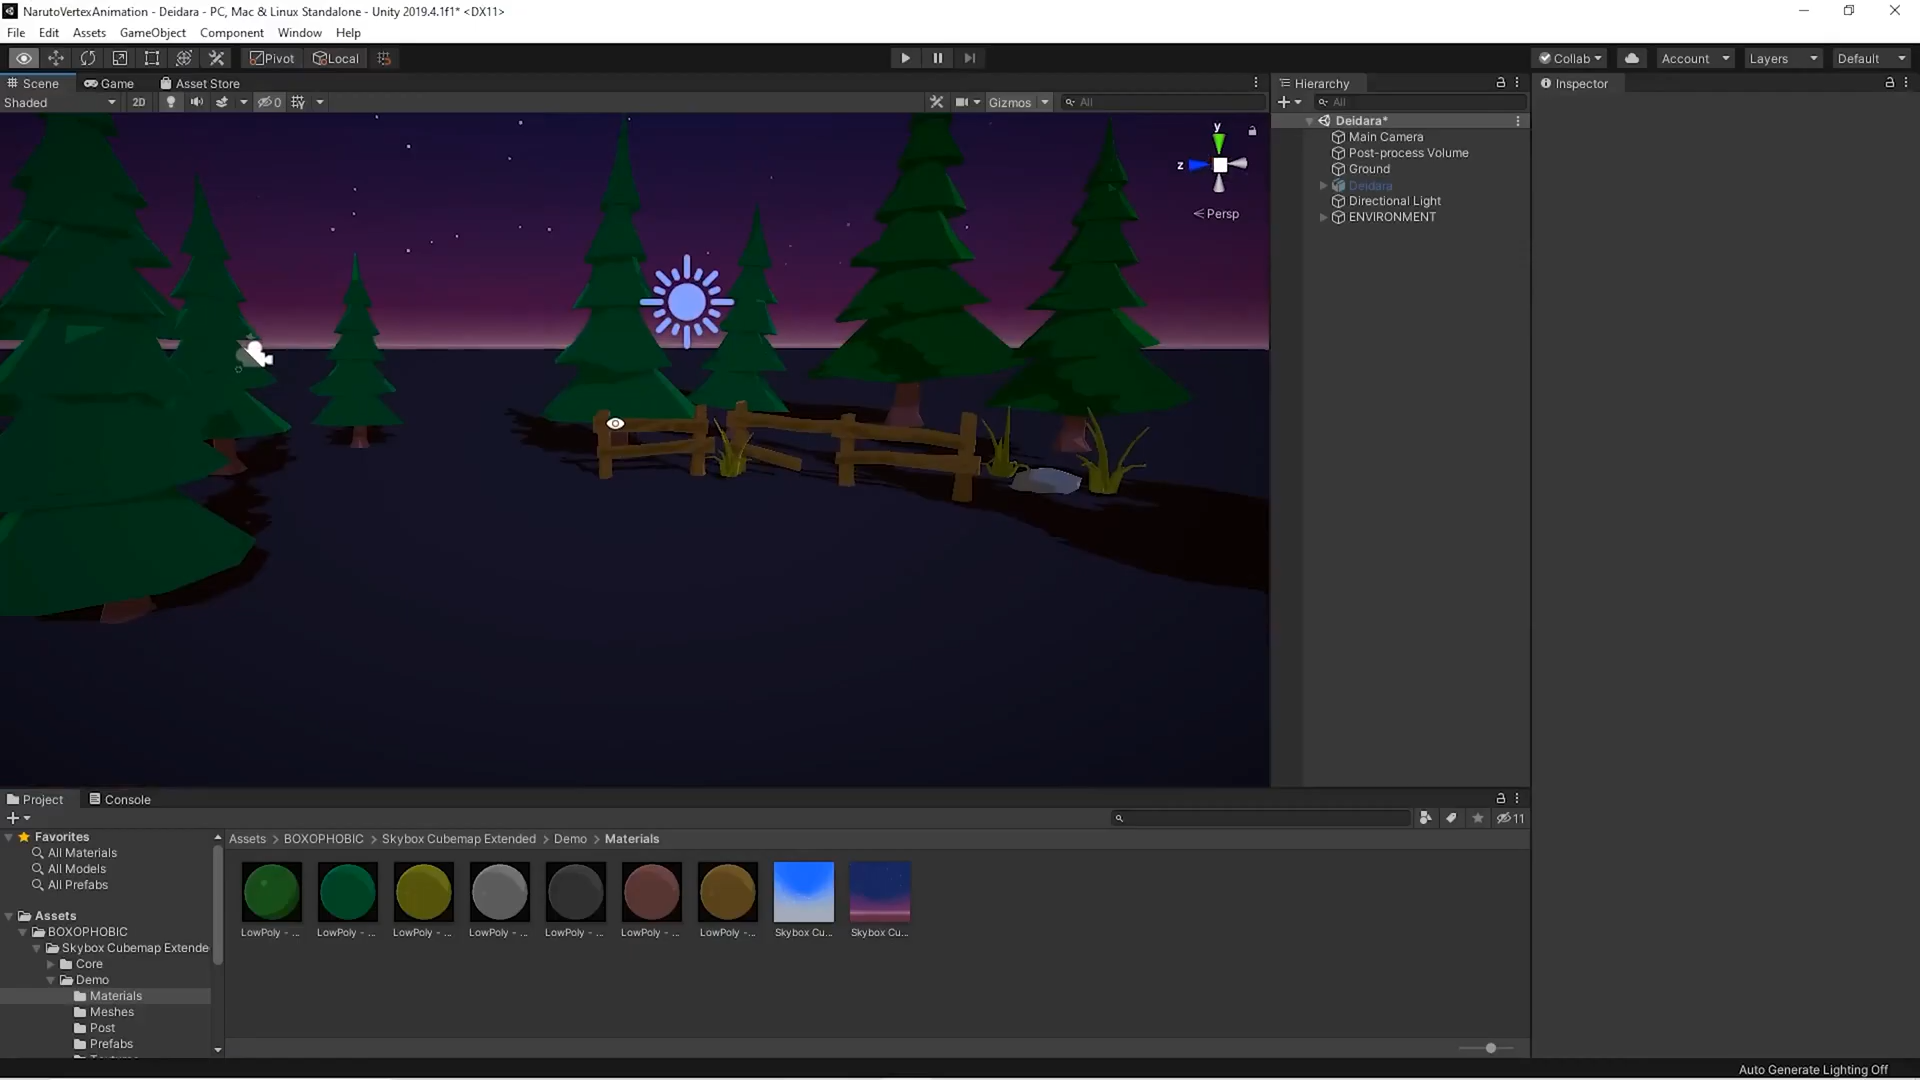 NarutoVertexAnimation - Deidara - PC, Mac & Linux Standalone - Unity 2019.4.1f1* <DX11>
File Edit Assets GameObject Component Window Help
Pivot Local Collab Account Layers Default
Scene Game Asset Store
Shaded 2D 0 Gizmos All
Hierarchy
All
Inspector
Deidara*
Main Camera
Post-process Volume
Ground
Deidara
Directional Light
ENVIRONMENT
y
z
Persp
Project Console
11
Favorites
All Materials
All Models
All Prefabs
Assets
BOXOPHOBIC
Skybox Cubemap Extende
Core
Demo
Materials
Meshes
Post
Prefabs
Assets > BOXOPHOBIC > Skybox Cubemap Extended > Demo > Materials
LowPoly - ... LowPoly - ... LowPoly - ... LowPoly - ... LowPoly - ... LowPoly - ... LowPoly -... Skybox Cu... Skybox Cu...
Auto Generate Lighting Off